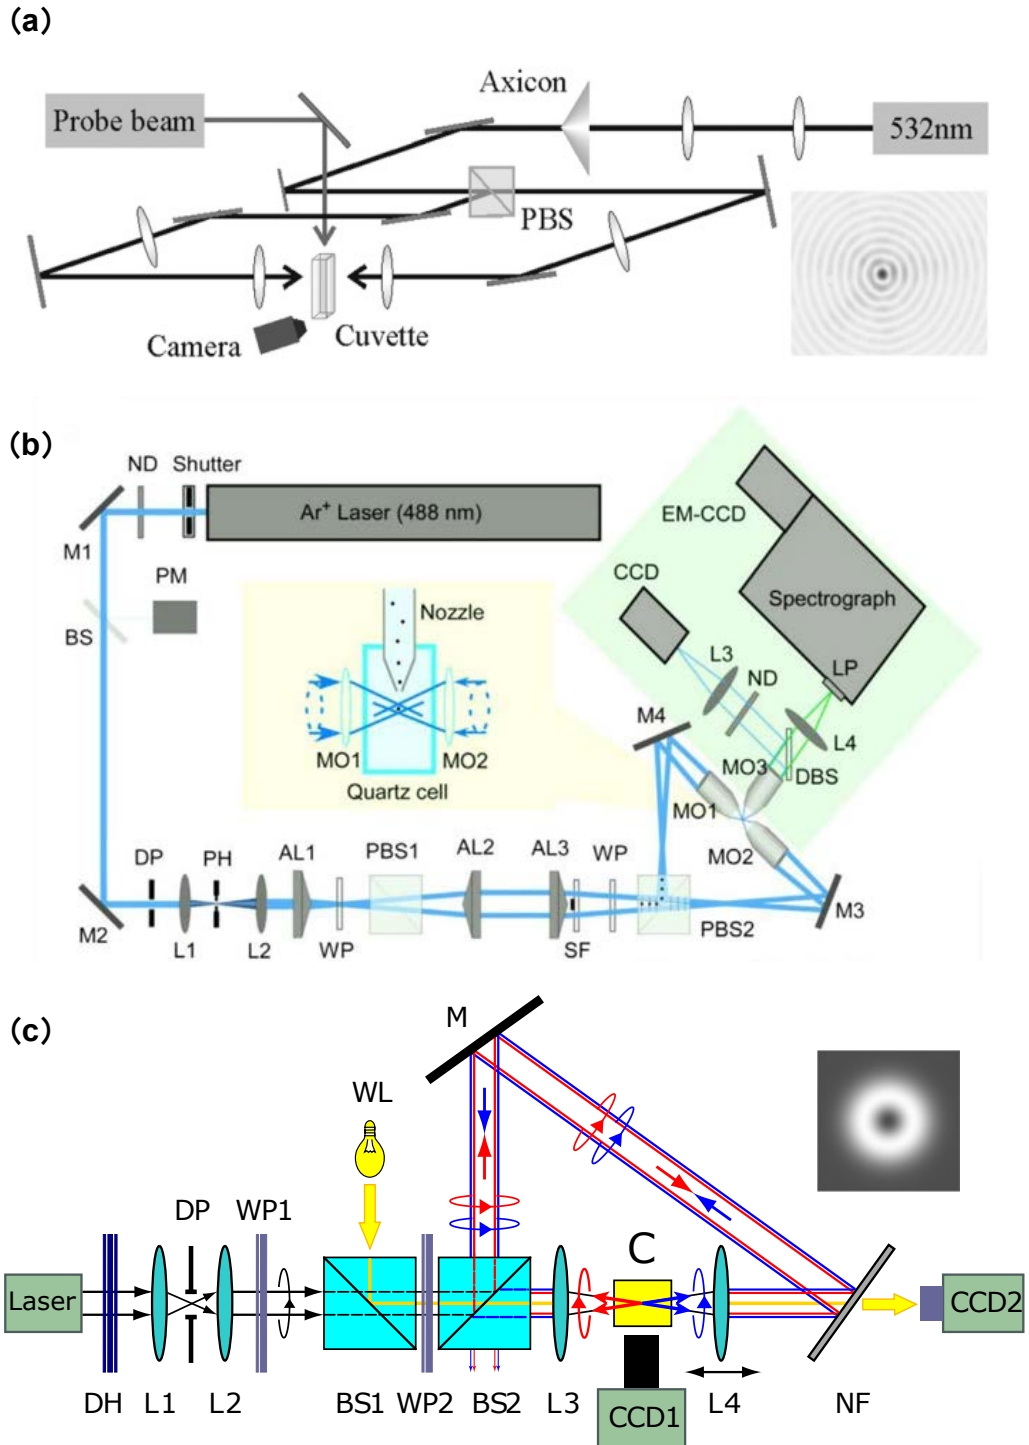 (a)
Axicon
Probe beam
532nm
PBS
Camera
Cuvette
(b)
ND Shutter
Ar+ Laser (488 nm)
EM-CCD
M1
PM
CCD
Spectrograph
BS
Nozzle
L3
LP
ND
M4
L4
MO1 MO2
MO3
DBS
Quartz cell
MO1
MO2
DP PH AL1 PBS1 AL2 AL3 WP
M3
M2 L1 L2 WP SF PBS2
(c)
M
WL
DP WP1
C
Laser
CCD2
DH L1 L2 BS1 WP2 BS2 L3 CCD1 L4 NF